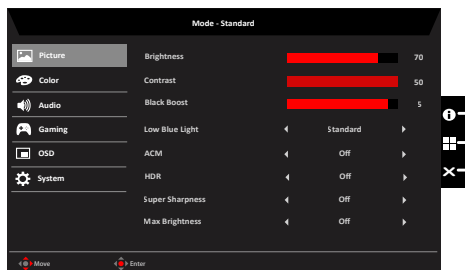 Mode - Standard
Picture
Brightness 70
Contrast 50
Color
Black Boost 5
Audio
Gaming
Low Blue Light Standard
OSD
ACM Off
System
HDR Off
Super Sharpness Off
Max Brightness Off
Move Enter